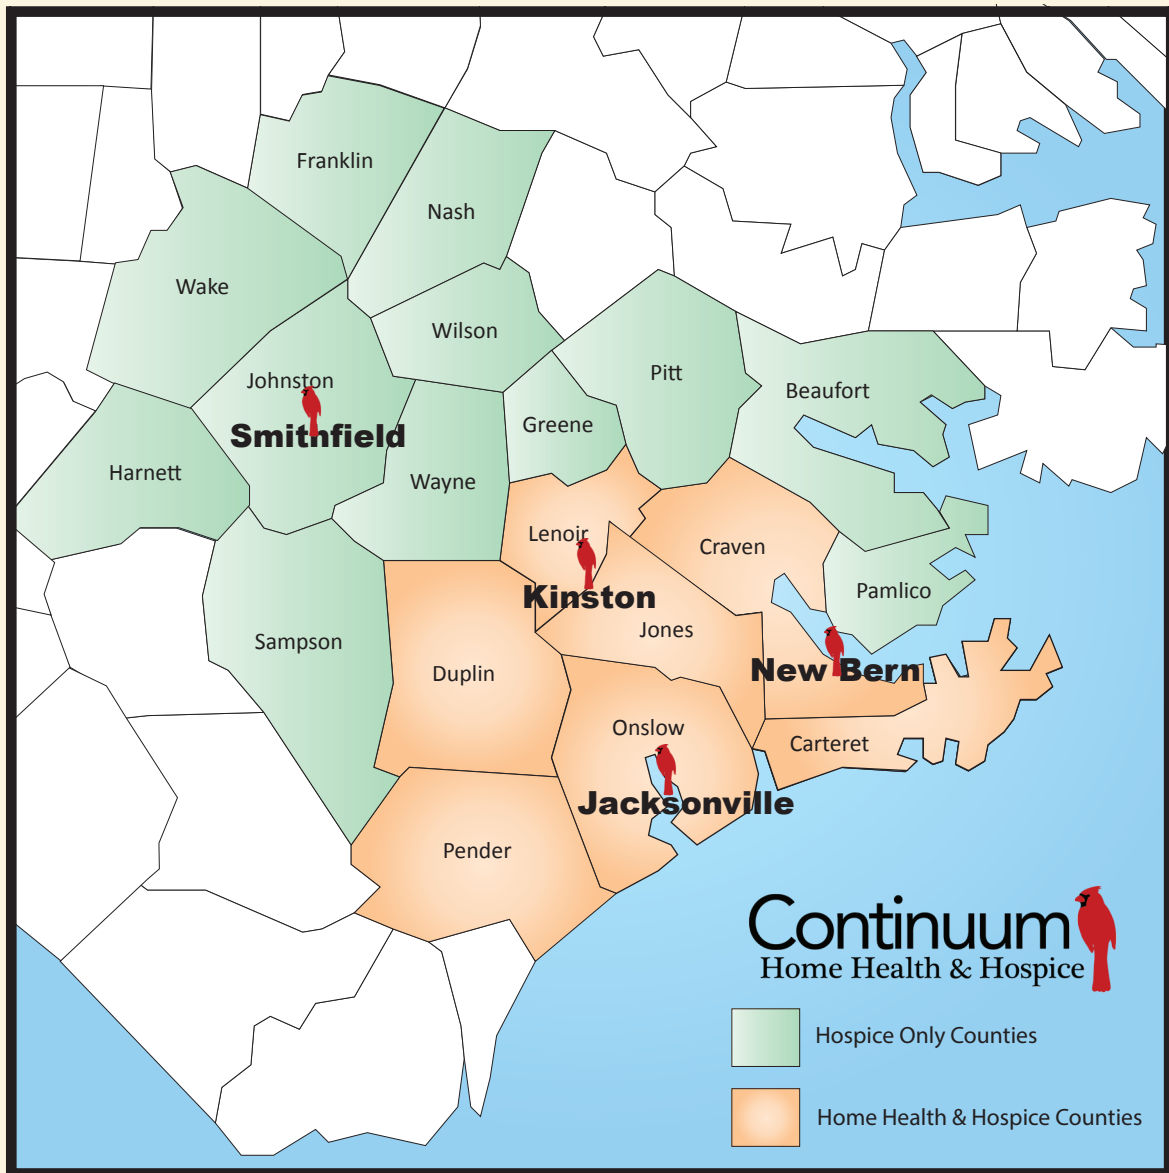 Franklin
Nash
Wake
Wilson
Johnston
Pitt
Beaufort
Smithfield
Greene
Harnett
Wayne
Lenoir
Craven
Pamlico
Kinston
Jones
Sampson
Duplin
New Bern
Onslow
Carteret
Jacksonville
Pender
Continuum
Home Health & Hospice
Hospice Only Counties
Home Health & Hospice Counties